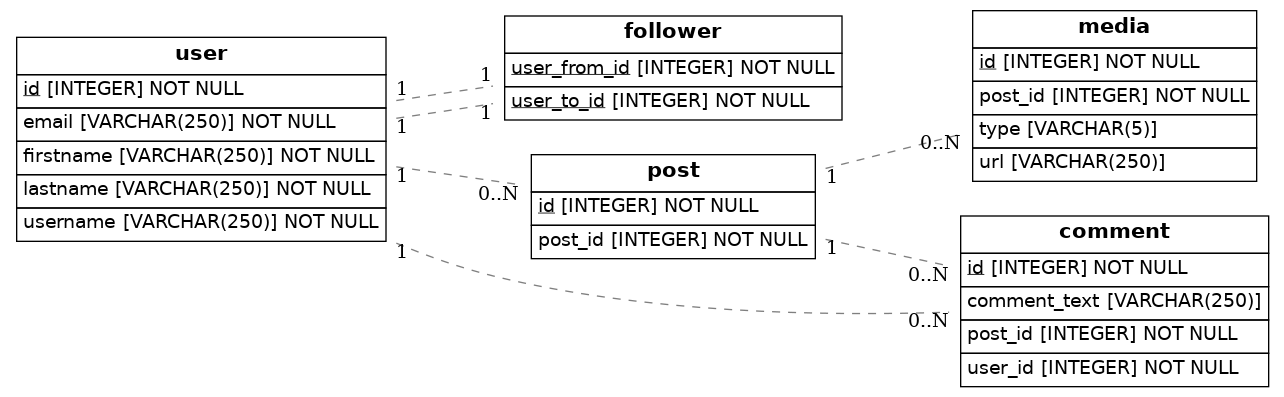 user
id [INTEGER] NOT NULL
email [VARCHAR(250)] NOT NULL
firstname [VARCHAR(250)] NOT NULL
lastname [VARCHAR(250)] NOT NULL
username [VARCHAR(250)] NOT NULL
follower
user_from_id [INTEGER] NOT NULL
user_to_id [INTEGER] NOT NULL
post
id [INTEGER] NOT NULL
post_id [INTEGER] NOT NULL
media
id [INTEGER] NOT NULL
post_id [INTEGER] NOT NULL
type [VARCHAR(5)]
url [VARCHAR(250)]
comment
id [INTEGER] NOT NULL
comment_text [VARCHAR(250)]
post_id [INTEGER] NOT NULL
user_id [INTEGER] NOT NULL
1
1
1
1
1
0..N
1
0..N
1
0..N
1
0..N